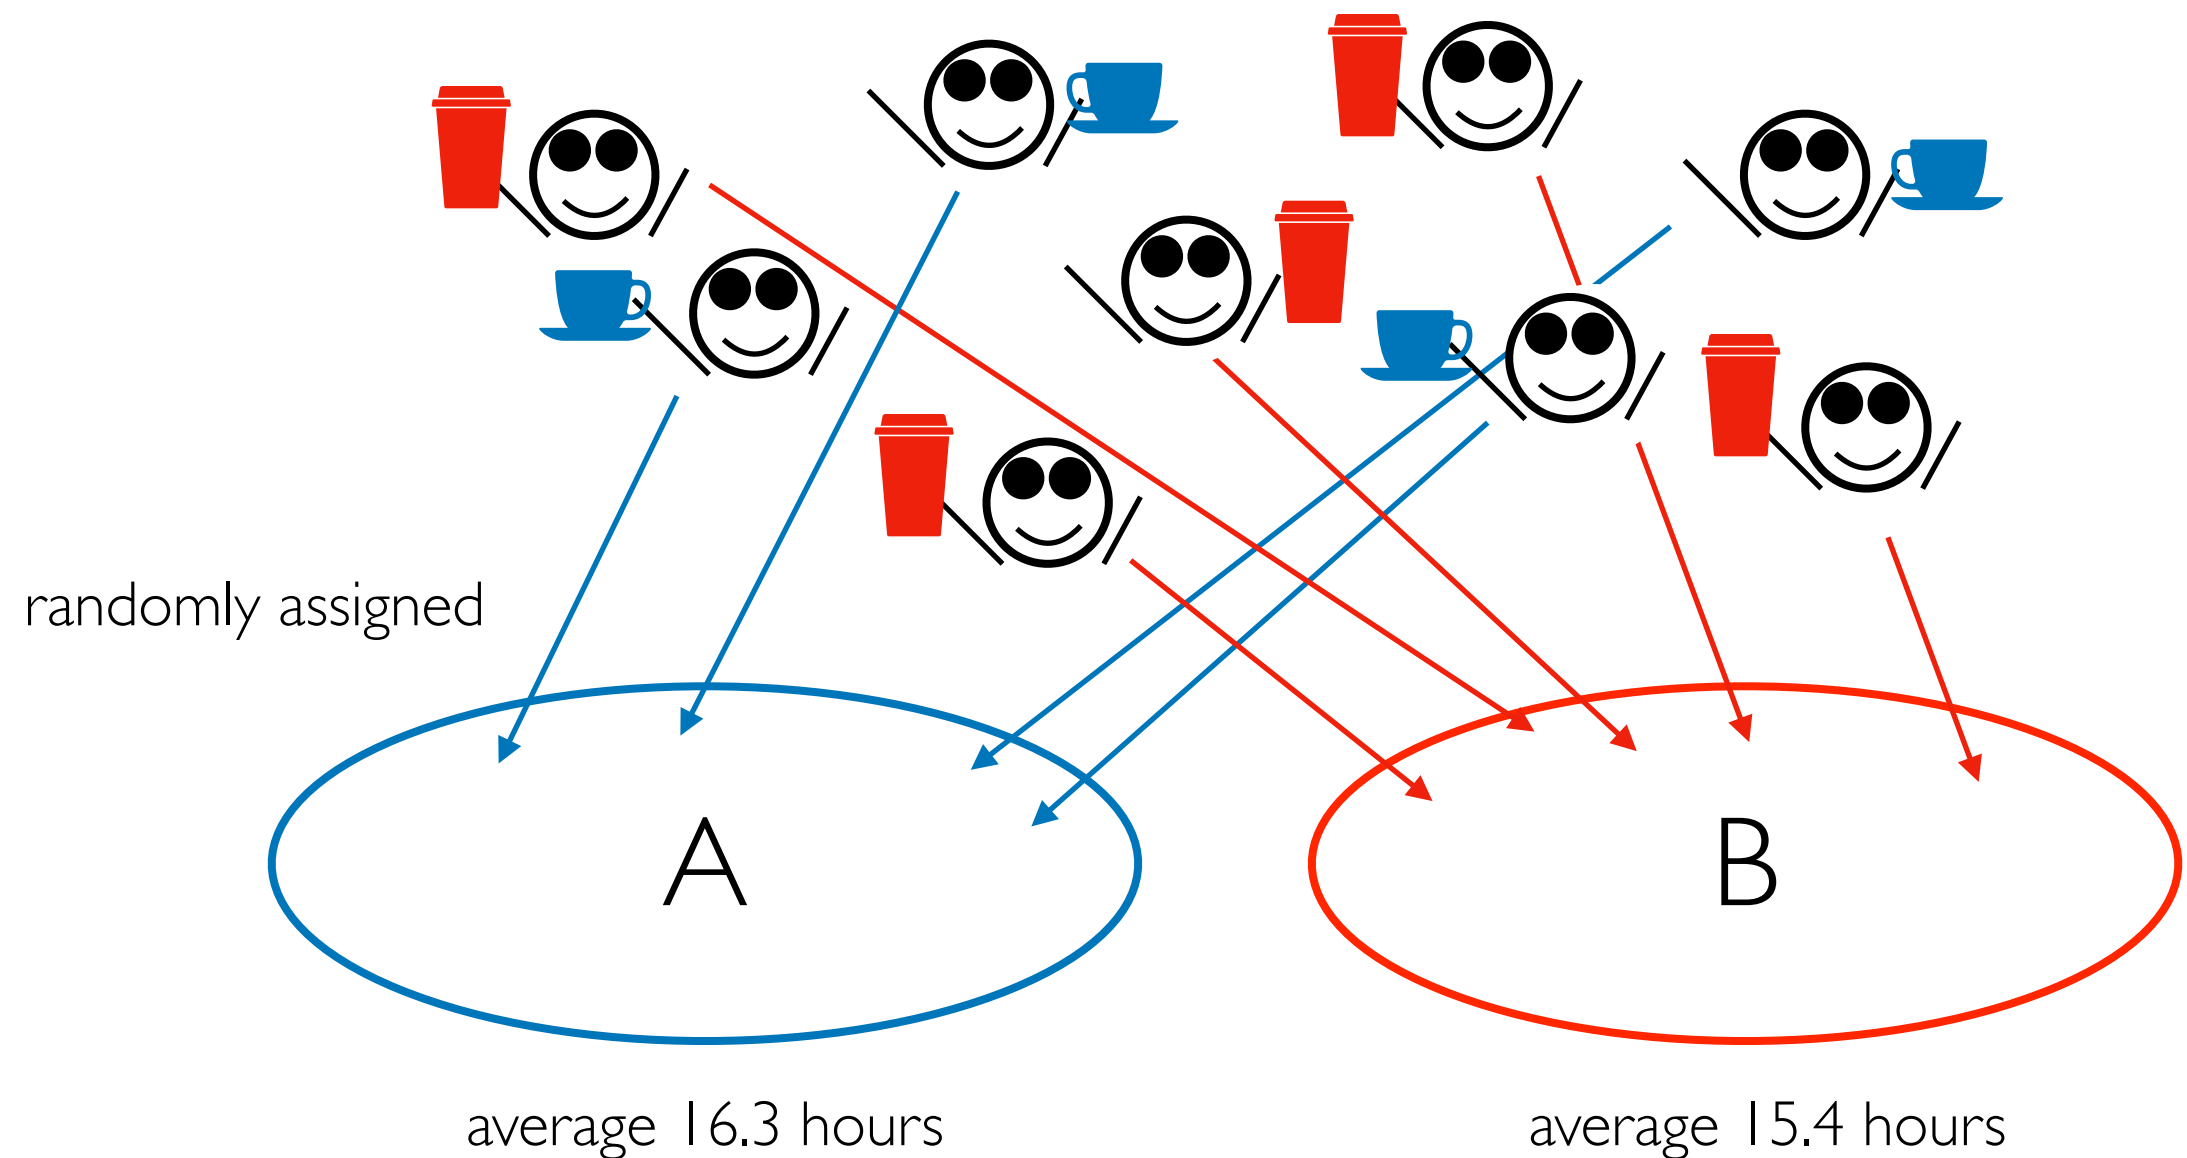 randomly assigned
A
B
average 16.3 hours
average 15.4 hours